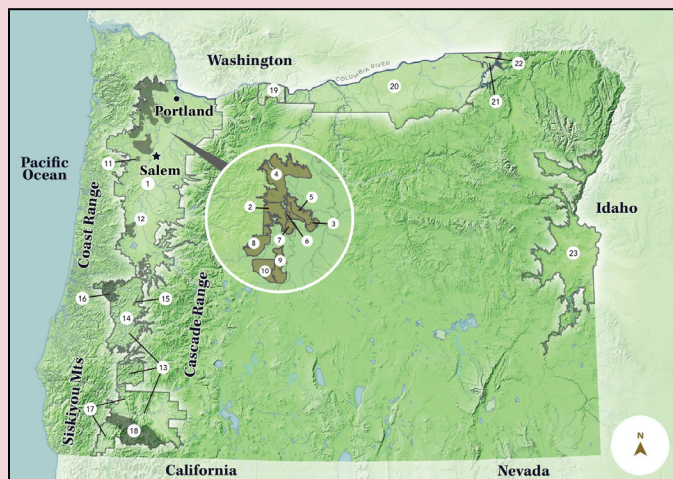 Washington
COLUMBIA RIVER
22
19
20
21
Portland
Pacific
Ocean
11
Salem
1
4
5
2
3
Idaho
Coast Range
12
7
6
8
9
10
23
16
15
14
Cascade Range
13
Siskiyou Mts
17
18
N
California
Nevada